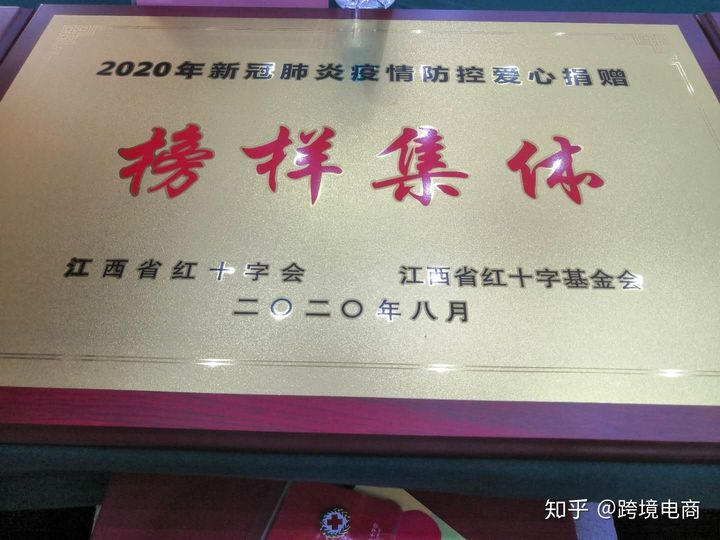 2020年新冠肺炎疫情防控爱心捐赠
榜样集体
江西省红十字会 江西省红十字基金会
二〇二〇年八月
知乎 @跨境电商